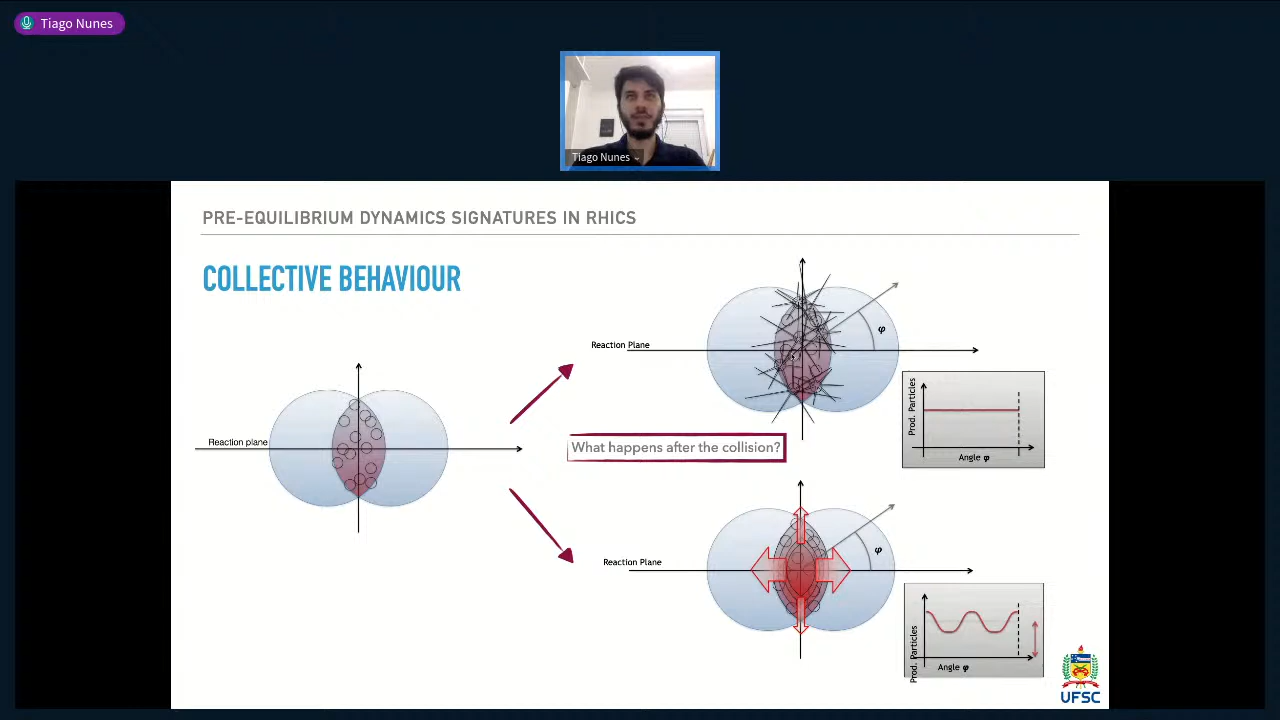 Tiago Nunes
Tiago Nunes
PRE-EQUILIBRIUM DYNAMICS SIGNATURES IN RHICS
COLLECTIVE BEHAVIOUR
Reaction plane
What happens after the collision?
Reaction Plane
φ
Prod. Particles
Angle φ
Reaction Plane
φ
Prod. Particles
Angle φ
UFSC